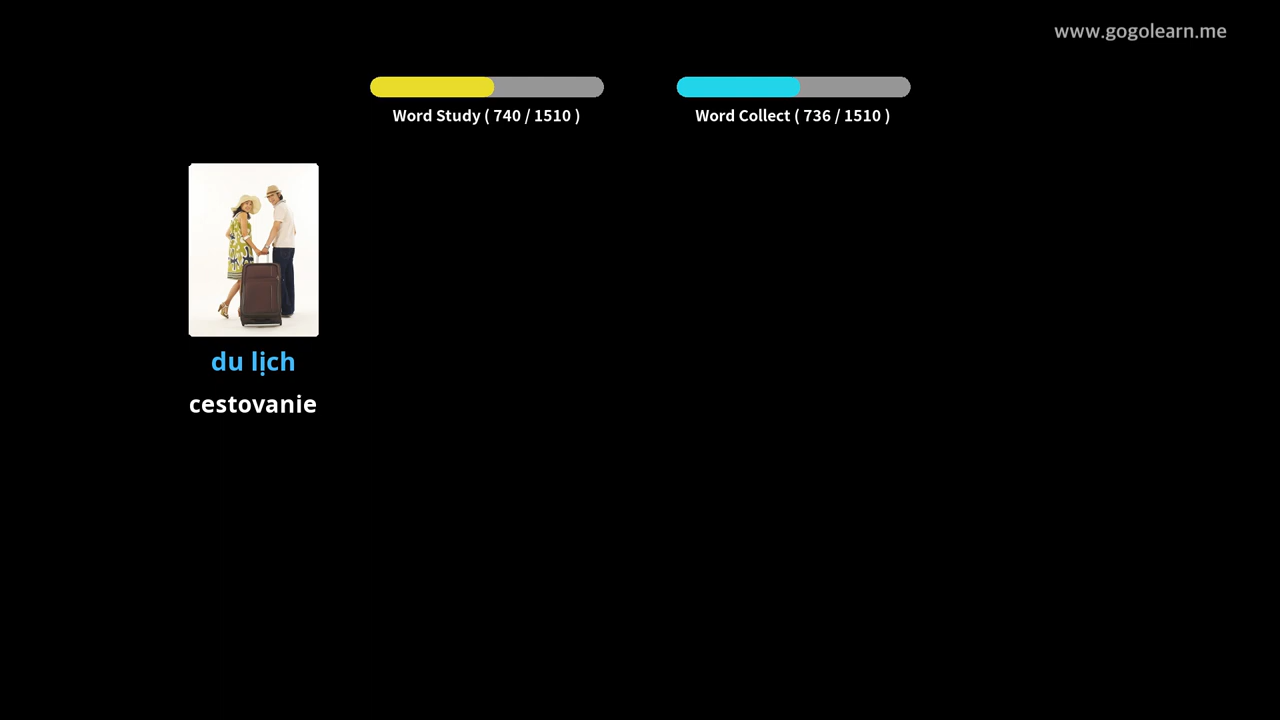 www.gogolearn.me
Word Study ( 740 / 1510 )
Word Collect ( 736 / 1510 )
du lịch
cestovanie